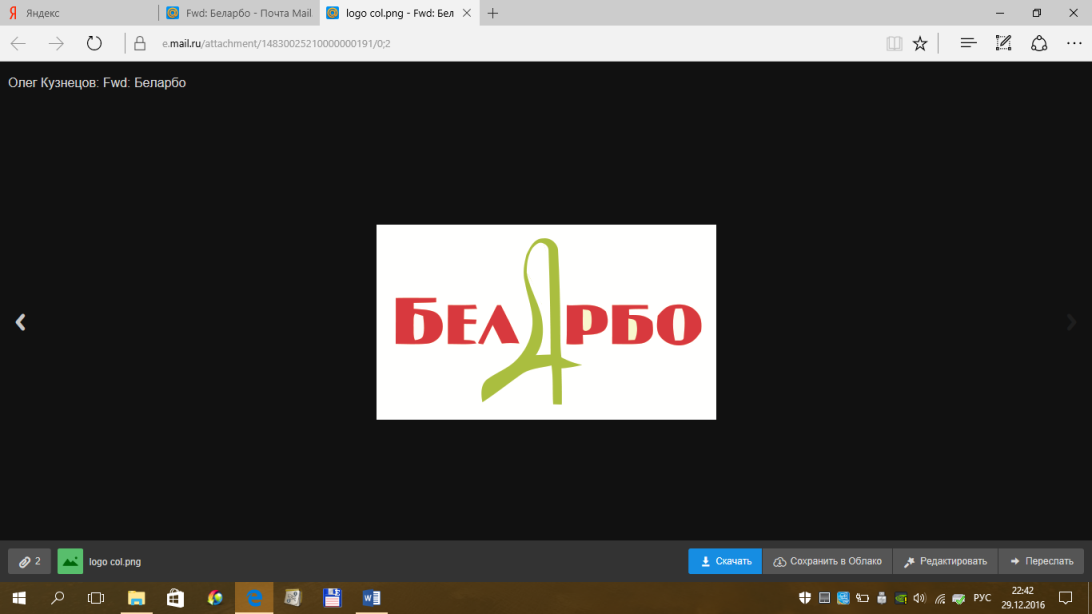 Яндекс
Fwd: Беларбо - Почта Mail
logo col.png - Fwd: Бел
e.mail.ru/attachment/14830025210000000191/0;2
Олег Кузнецов: Fwd: Беларбо
БЕЛАРБО
2
logo col.png
Скачать
Сохранить в Облако
Редактировать
Переслать
РУС
22:42
29.12.2016